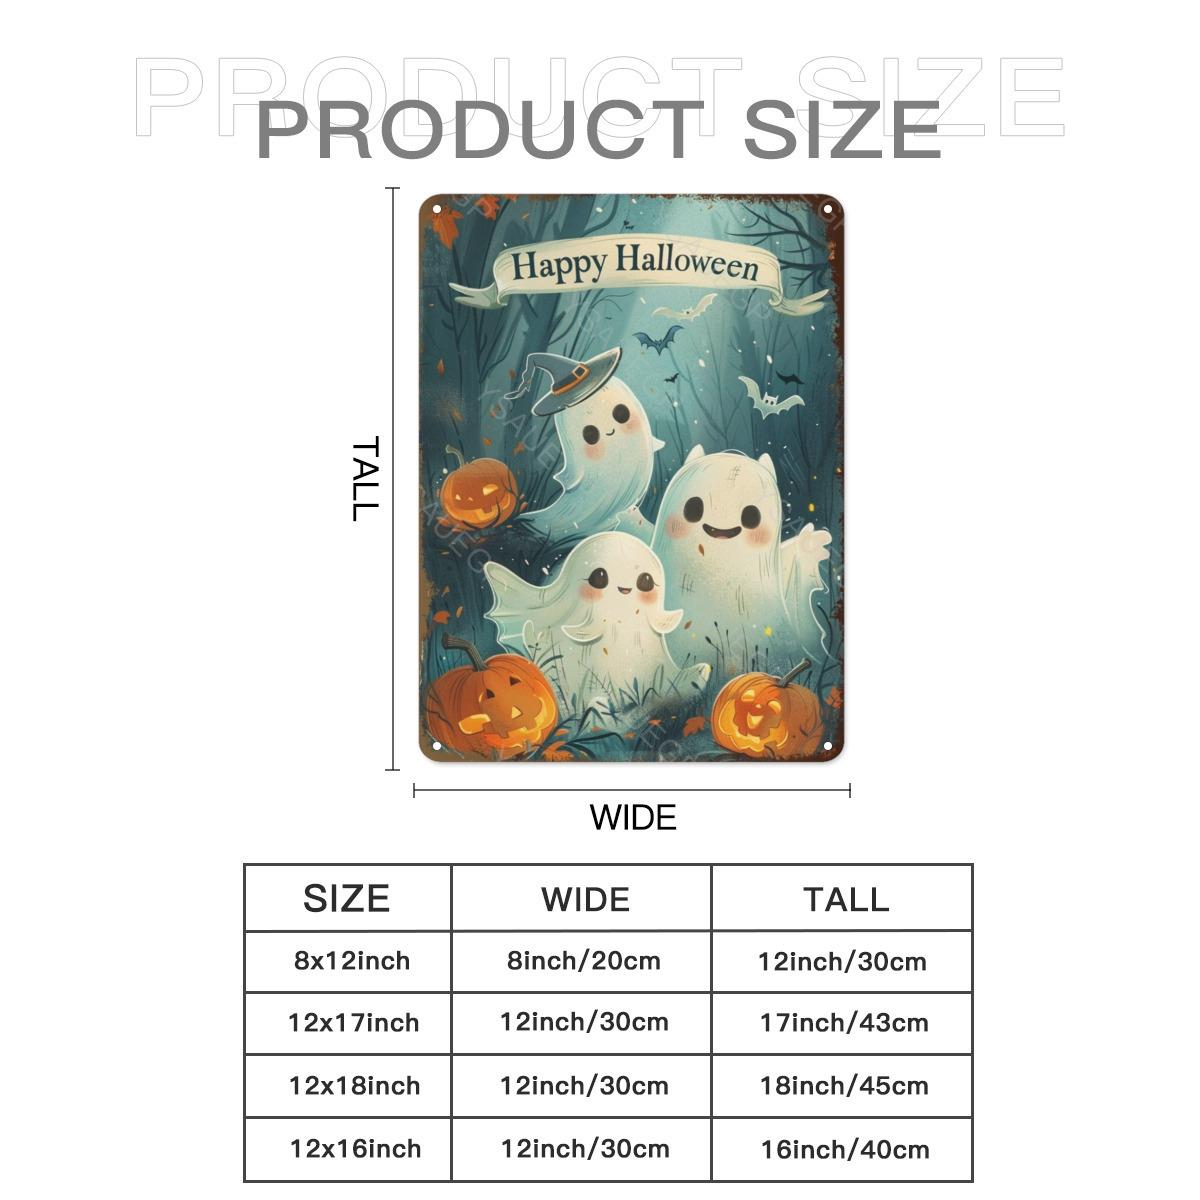 PRODUCT SIZE
PRODUCT SIZE
Happy Halloween
TALL
WIDE
SIZE WIDE TALL
8x12inch 8inch/20cm 12inch/30cm
12x17inch 12inch/30cm 17inch/43cm
12x18inch 12inch/30cm 18inch/45cm
12x16inch 12inch/30cm 16inch/40cm